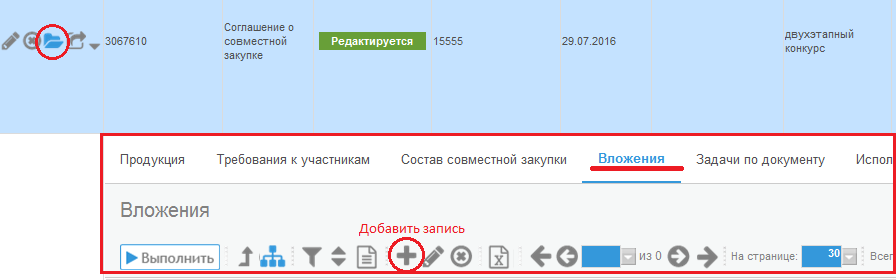 Соглашение о
3067610 совместной Редактируется 15555 29.07.2016 двухэтапный
закупке конкурс
Продукция Требования к участникам Состав совместной закупки Вложения Задачи по документу Испол
Вложения
Добавить запись
Выполнить из 0 На странице: 30 Всег